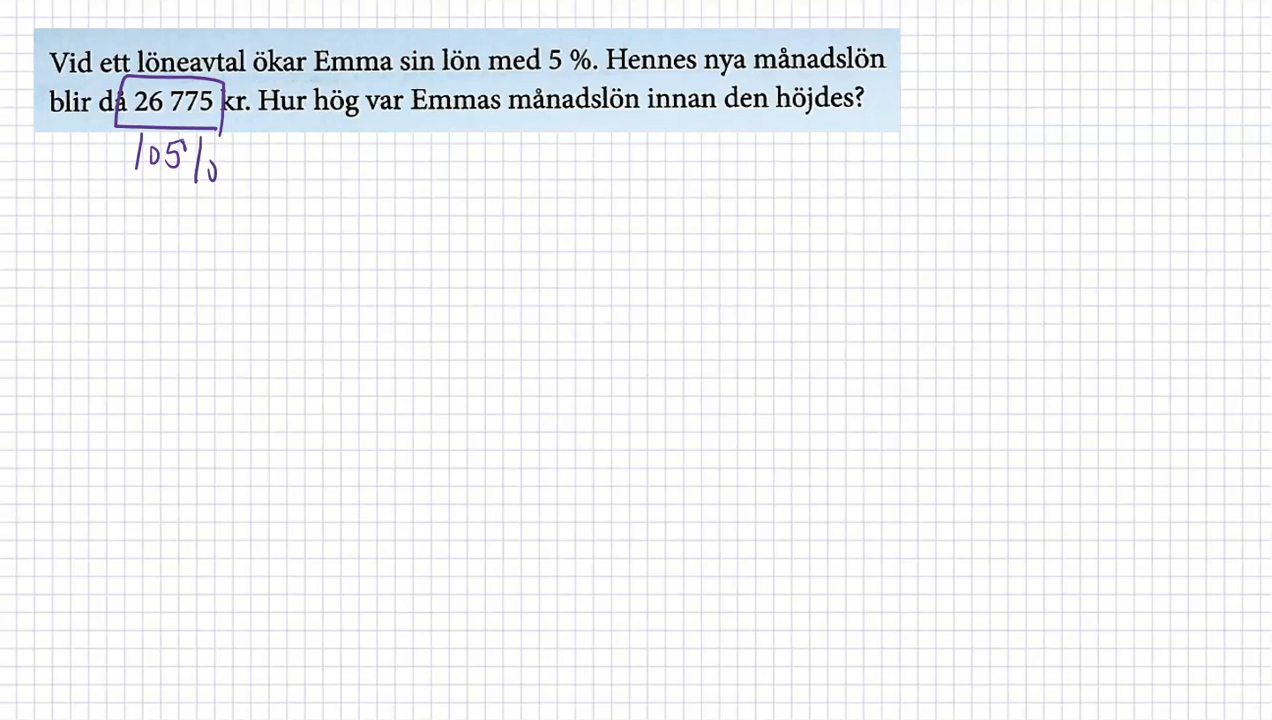 Vid ett löneavtal ökar Emma sin lön med 5 %. Hennes nya månadslön
blir då 26 775 kr. Hur hög var Emmas månadslön innan den höjdes?
105%